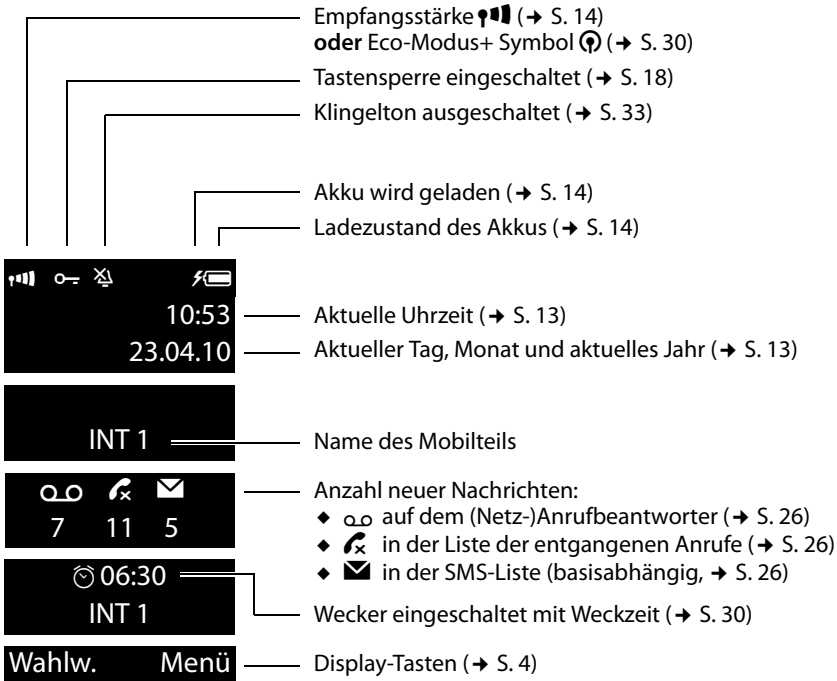 Empfangsstärke (➔ S. 14)
oder Eco-Modus+ Symbol (➔ S. 30)
Tastensperre eingeschaltet (➔ S. 18)
Klingelton ausgeschaltet (➔ S. 33)
Akku wird geladen (➔ S. 14)
Ladezustand des Akkus (➔ S. 14)
10:53
Aktuelle Uhrzeit (➔ S. 13)
23.04.10
Aktueller Tag, Monat und aktuelles Jahr (➔ S. 13)
INT 1
Name des Mobilteils
Anzahl neuer Nachrichten:
7 11 5
◆ auf dem (Netz-)Anrufbeantworter (➔ S. 26)
◆ in der Liste der entgangenen Anrufe (➔ S. 26)
◆ in der SMS-Liste (basisabhängig, ➔ S. 26)
06:30
INT 1
Wecker eingeschaltet mit Weckzeit (➔ S. 30)
Wahlw. Menü
Display-Tasten (➔ S. 4)